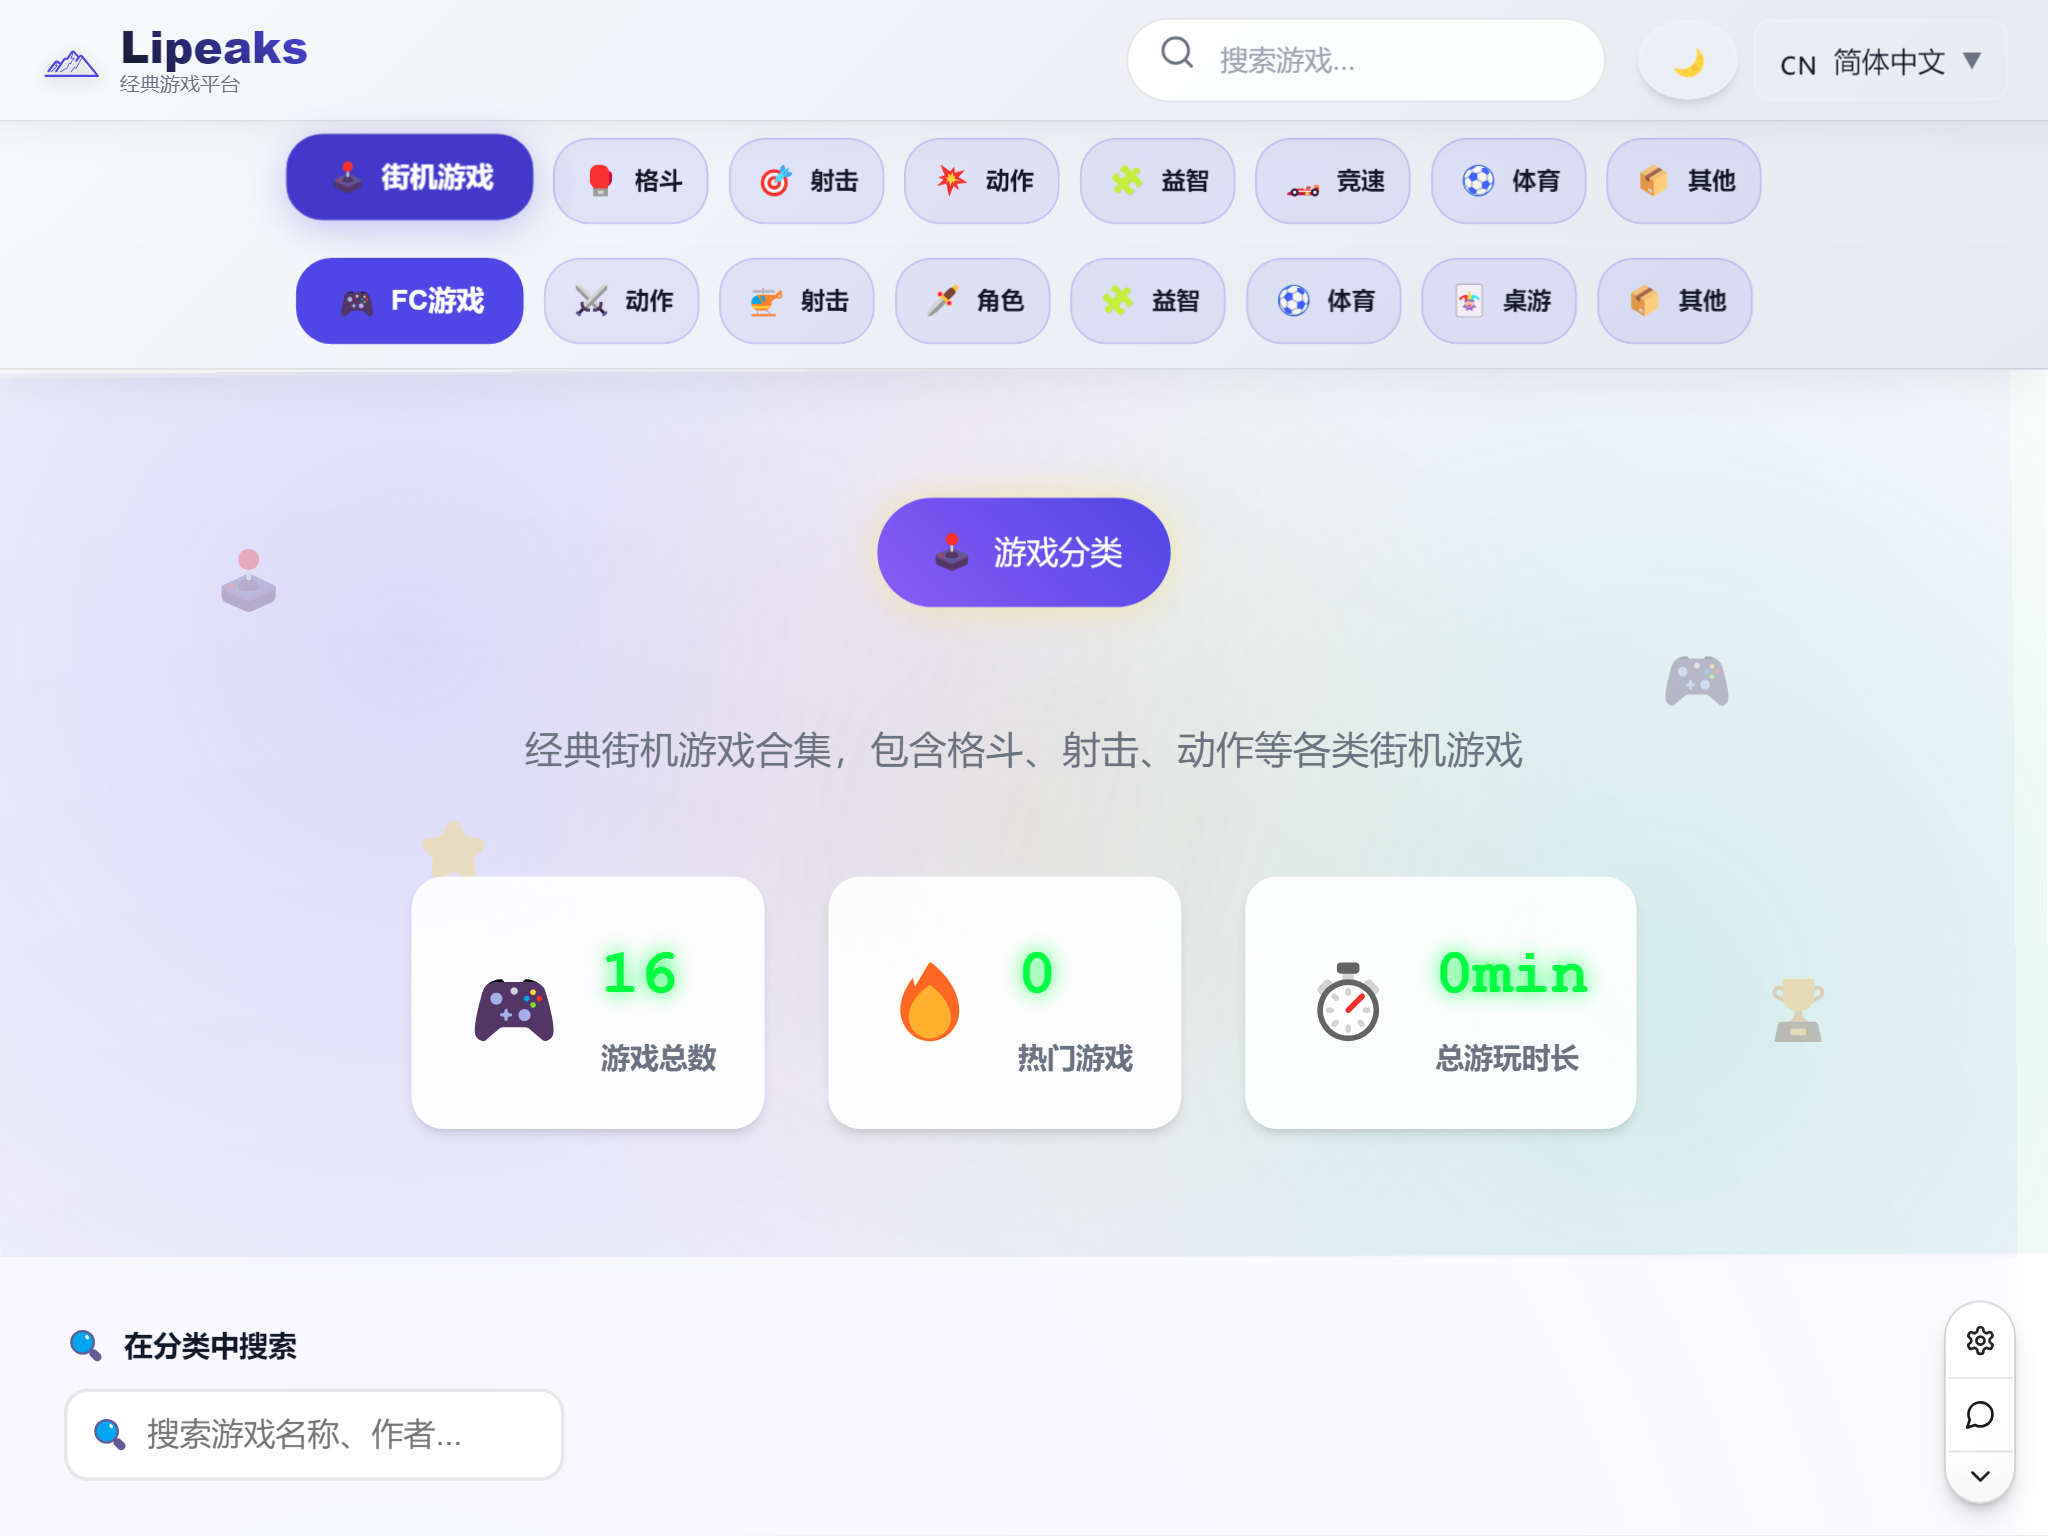 Lipeaks
经典游戏平台
搜索游戏...
CN 简体中文 ▼
街机游戏
格斗
射击
动作
益智
竞速
体育
其他
FC游戏
动作
射击
角色
益智
体育
桌游
其他
游戏分类
经典街机游戏合集，包含格斗、射击、动作等各类街机游戏
16
游戏总数
0
热门游戏
0min
总游玩时长
在分类中搜索
搜索游戏名称、作者...